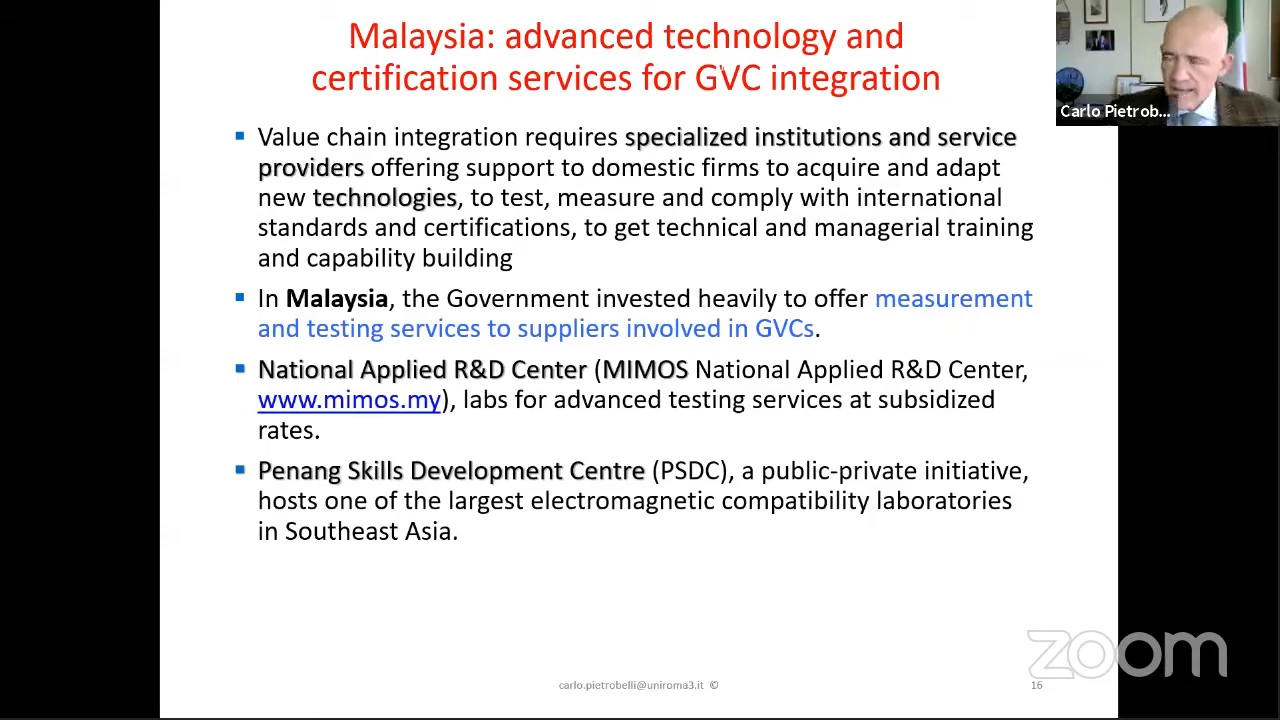 Malaysia: advanced technology and
certification services for GVC integration
Carlo Pietrob...
▪ Value chain integration requires specialized institutions and service
providers offering support to domestic firms to acquire and adapt
new technologies, to test, measure and comply with international
standards and certifications, to get technical and managerial training
and capability building
▪ In Malaysia, the Government invested heavily to offer measurement
and testing services to suppliers involved in GVCs.
▪ National Applied R&D Center (MIMOS National Applied R&D Center,
www.mimos.my), labs for advanced testing services at subsidized
rates.
▪ Penang Skills Development Centre (PSDC), a public-private initiative,
hosts one of the largest electromagnetic compatibility laboratories
in Southeast Asia.
zoom
carlo.pietrobelli@uniroma3.it ©
16